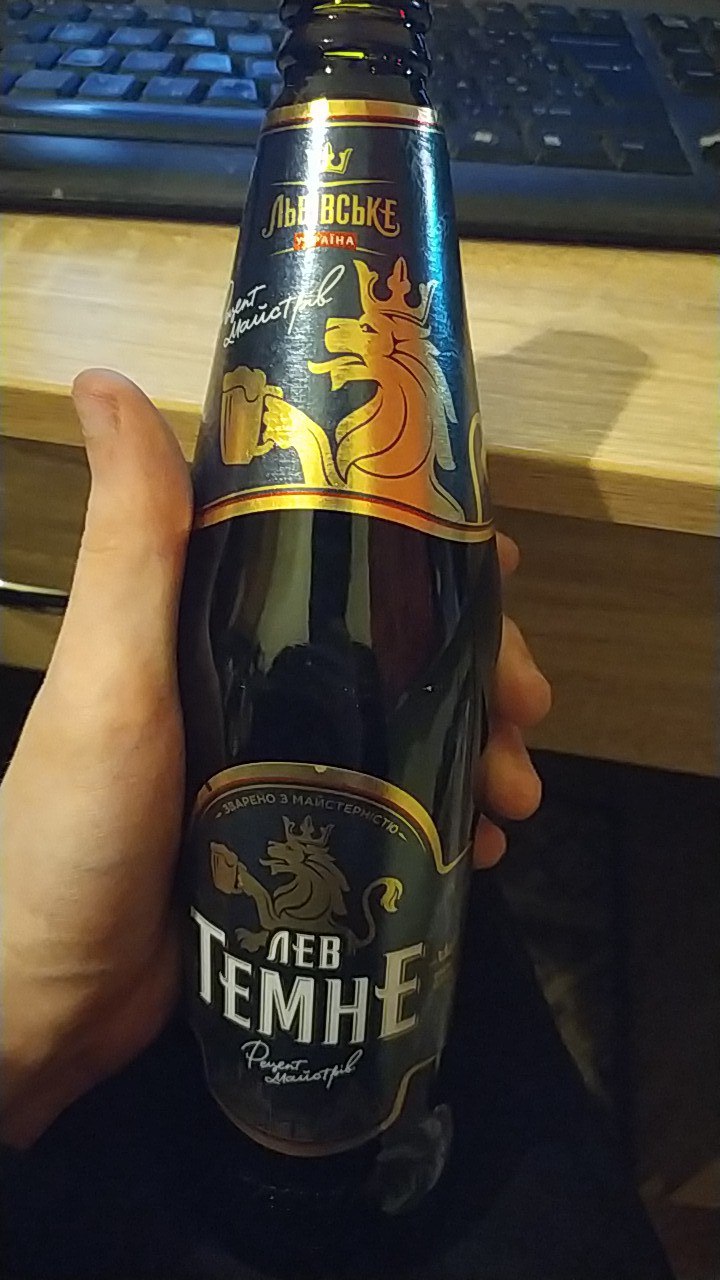 ЛЬВІВСЬКЕ
УКРАЇНА
Рецепт
Майстрів
ЗВАРЕНО З МАЙСТЕРНІСТЮ
ЛЕВ
ТЕМНЕ
Рецепт
Майстрів